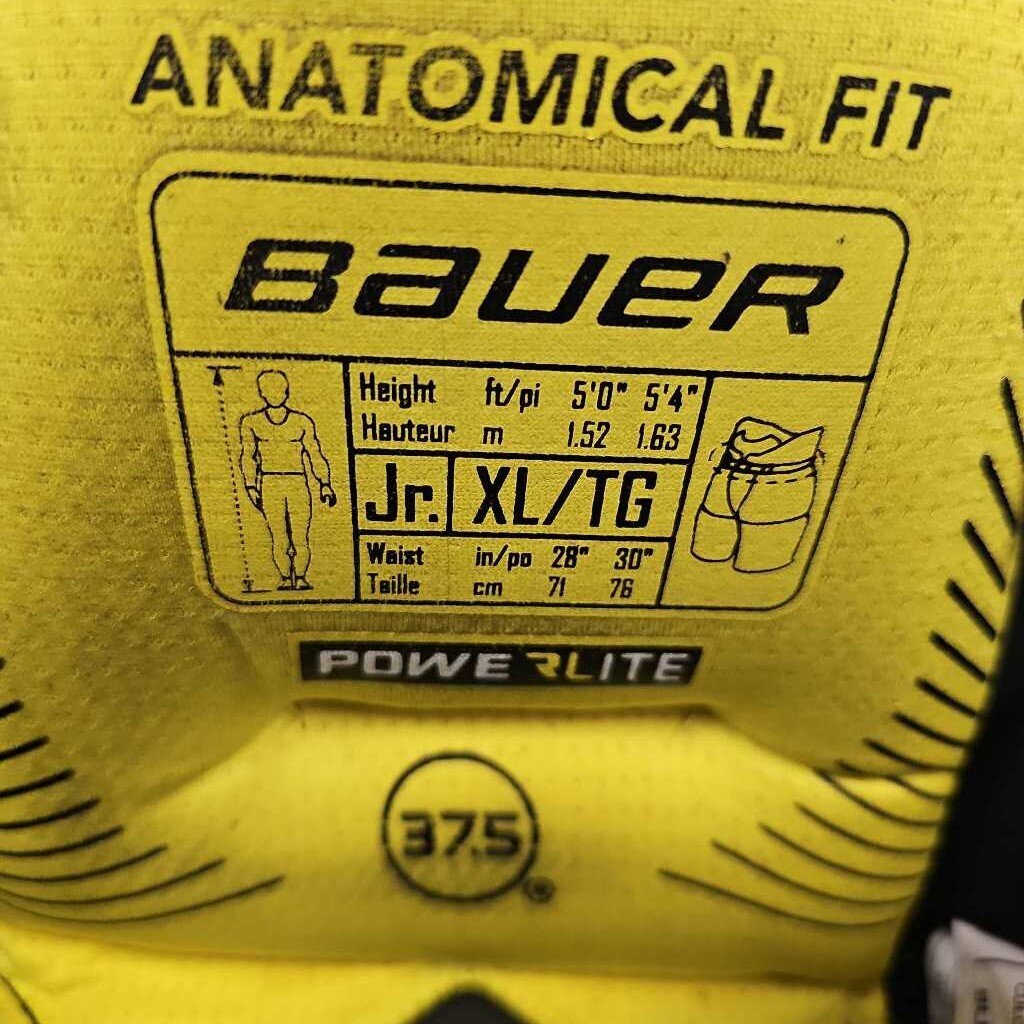 ANATOMICAL FIT
BAUER
Height ft/pi 5'0" 5'4"
Hauteur m 1.52 1.63
Jr. XL/TG
Waist in/po 28" 30"
Taille cm 71 76
POWERLITE
37.5
®